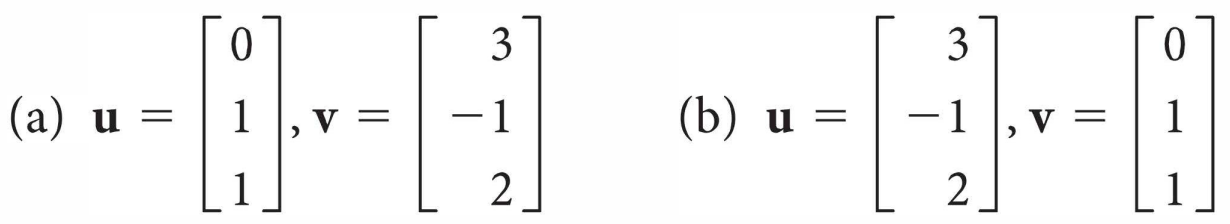 (a) u = [0 1 1], v = [3 −1 2] (b) u = [3 −1 2], v = [0 1 1]